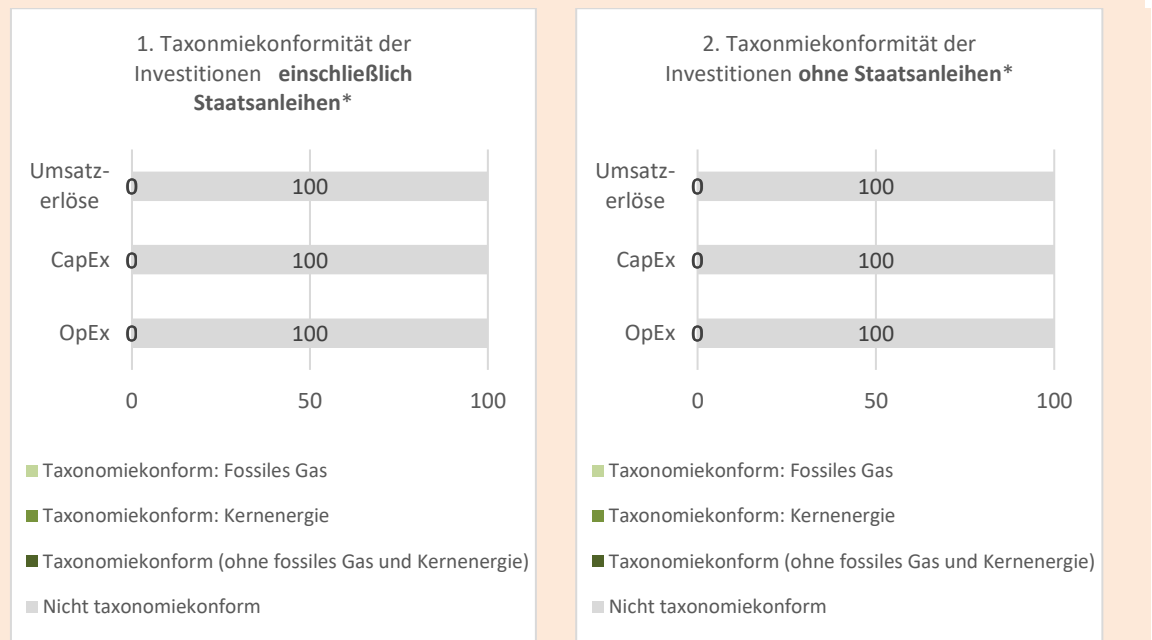 1. Taxonmiekonformität der
Investitionen einschließlich
Staatsanleihen*
Umsatz-
erlöse
0
100
CapEx
0
100
OpEx
0
100
0
50
100
Taxonomiekonform: Fossiles Gas
Taxonomiekonform: Kernenergie
Taxonomiekonform (ohne fossiles Gas und Kernenergie)
Nicht taxonomiekonform
2. Taxonmiekonformität der
Investitionen ohne Staatsanleihen*
Umsatz-
erlöse
0
100
CapEx
0
100
OpEx
0
100
0
50
100
Taxonomiekonform: Fossiles Gas
Taxonomiekonform: Kernenergie
Taxonomiekonform (ohne fossiles Gas und Kernenergie)
Nicht taxonomiekonform